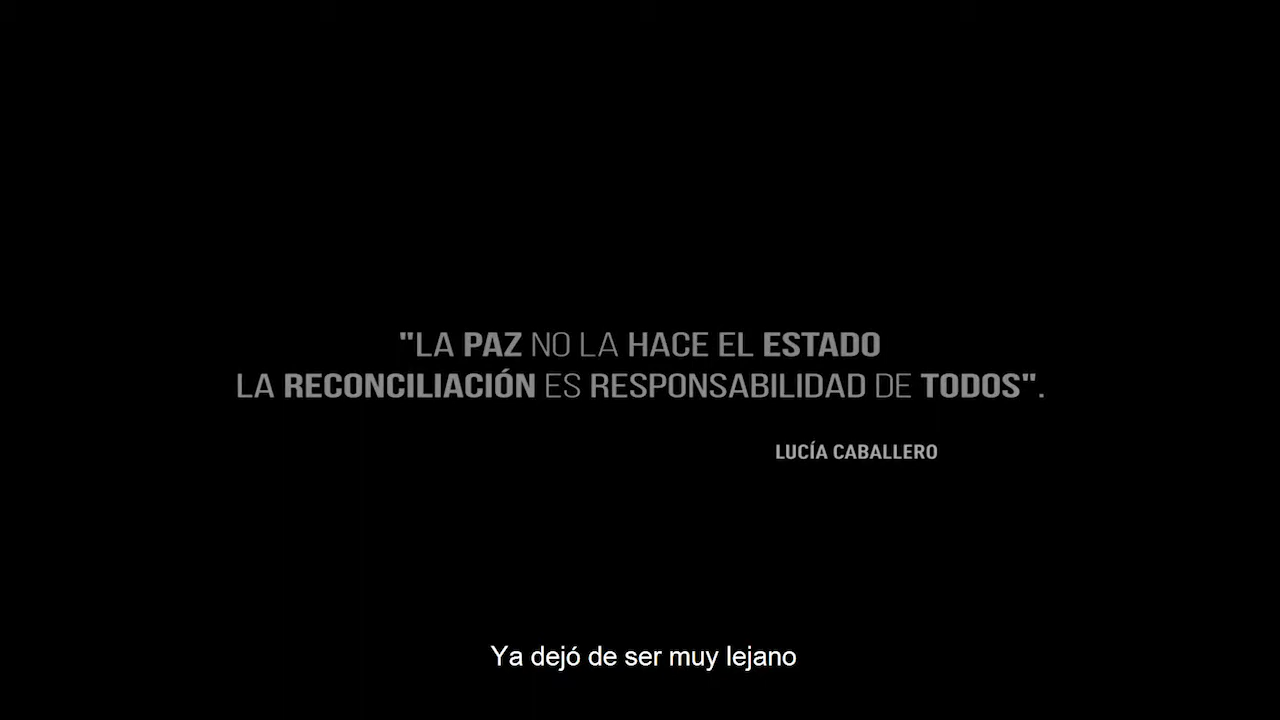 "LA PAZ NO LA HACE EL ESTADO
LA RECONCILIACIÓN ES RESPONSABILIDAD DE TODOS".
LUCÍA CABALLERO
Ya dejó de ser muy lejano